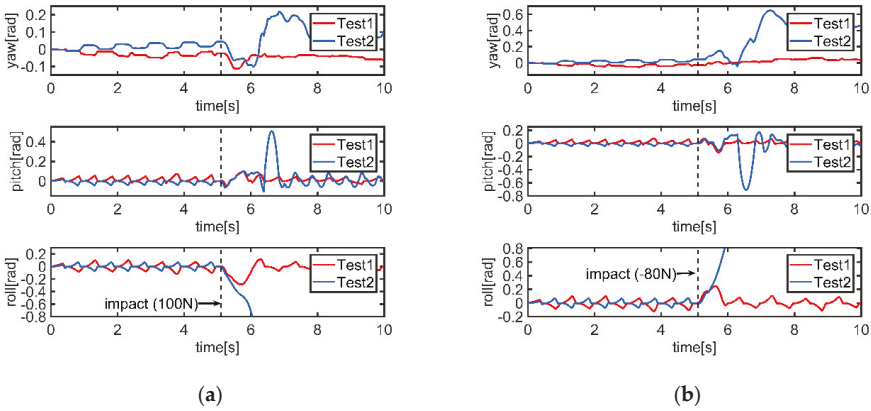 0.2
0.1
0
-0.1
yaw[rad]
Test1
Test2
0 2 4 6 8 10
time[s]
0.4
0.2
0
pitch[rad]
Test1
Test2
0 2 4 6 8 10
time[s]
0.2
0
-0.2
-0.4
-0.6
0.8
roll[rad]
impact (100N)
Test1
Test2
0 2 4 6 8 10
time[s]
(a)
0.6
0.4
0.2
0
yaw[rad]
Test1
Test2
0 2 4 6 8 10
time[s]
0.2
0
-0.2
-0.4
-0.6
-0.8
pitch[rad]
Test1
Test2
0 2 4 6 8 10
time[s]
0.8
0.6
0.4
0.2
0
-0.2
roll[rad]
impact (-80N)
Test1
Test2
0 2 4 6 8 10
time[s]
(b)